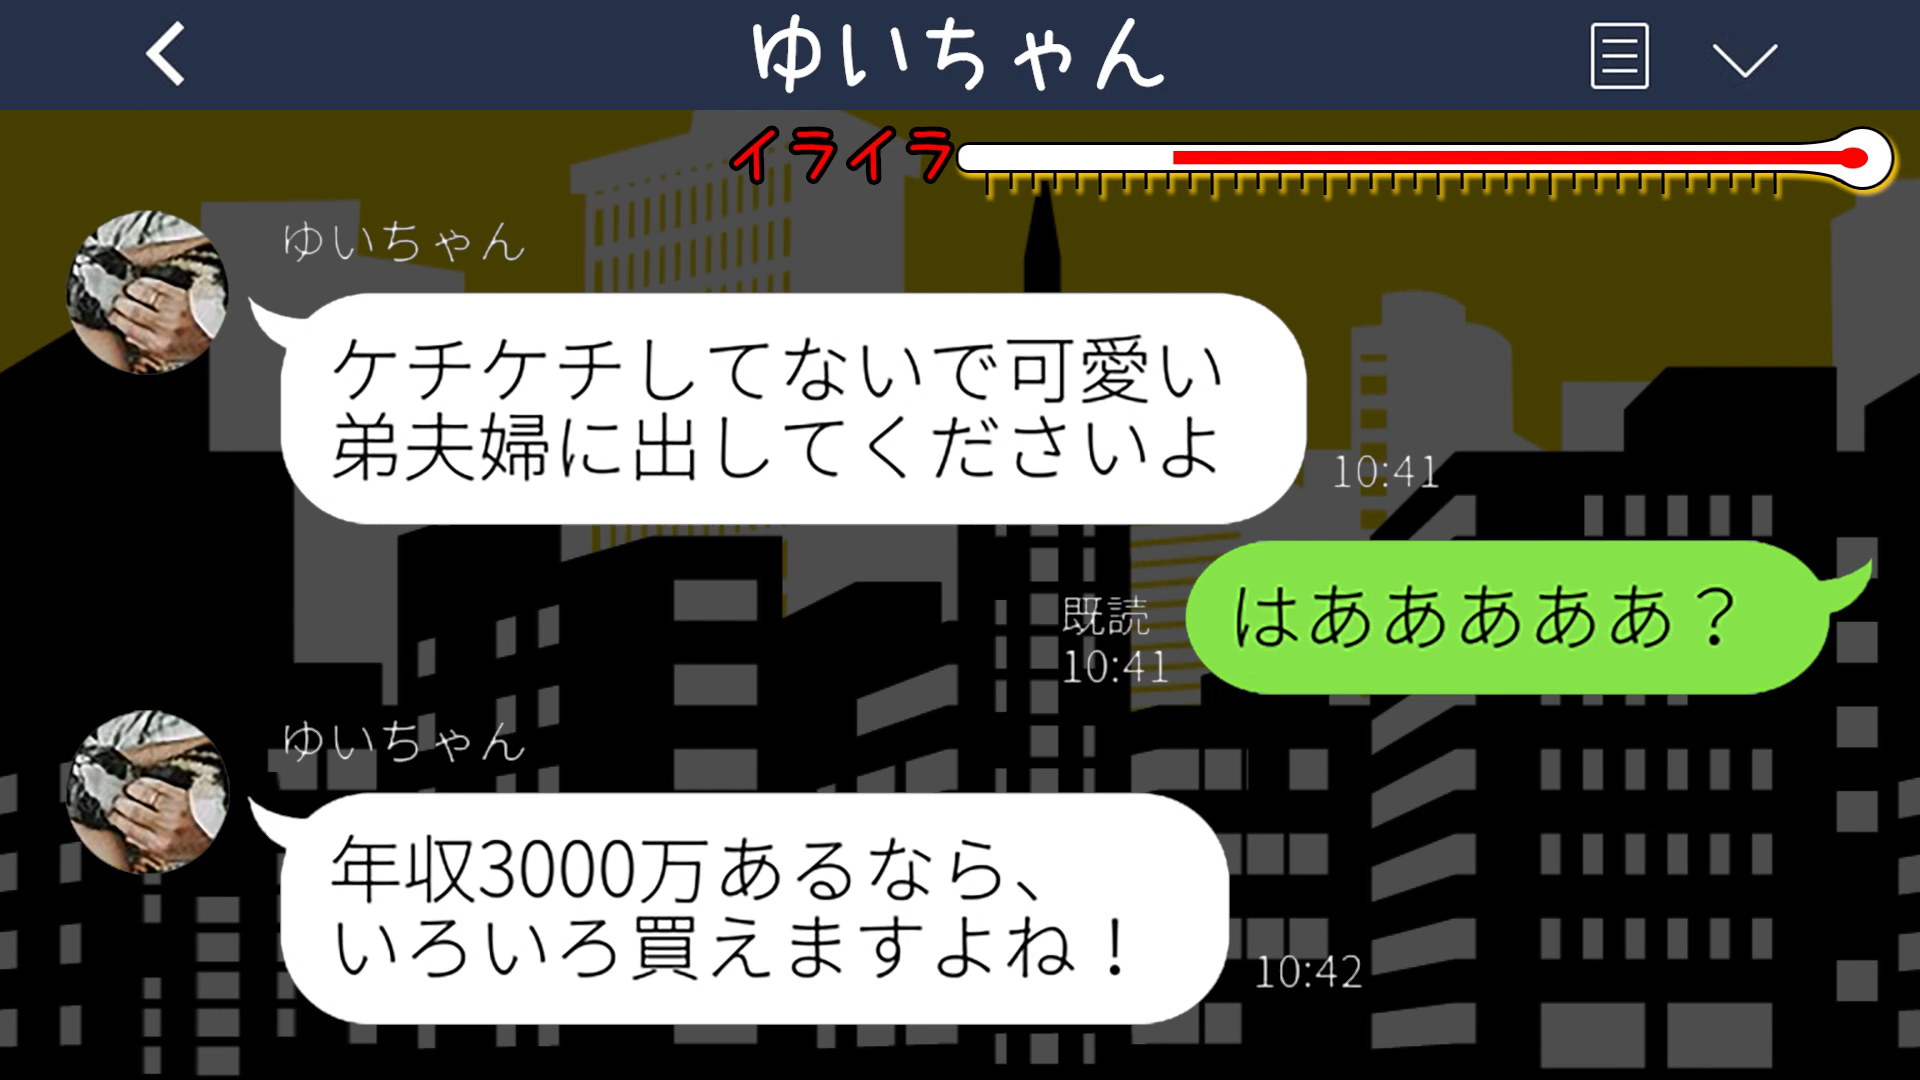 ゆいちゃん
イライラ
ゆいちゃん
ケチケチしてないで可愛い
弟夫婦に出してくださいよ
10:41
はあああああ？
既読
10:41
ゆいちゃん
年収3000万あるなら、
いろいろ買えますよね！
10:42